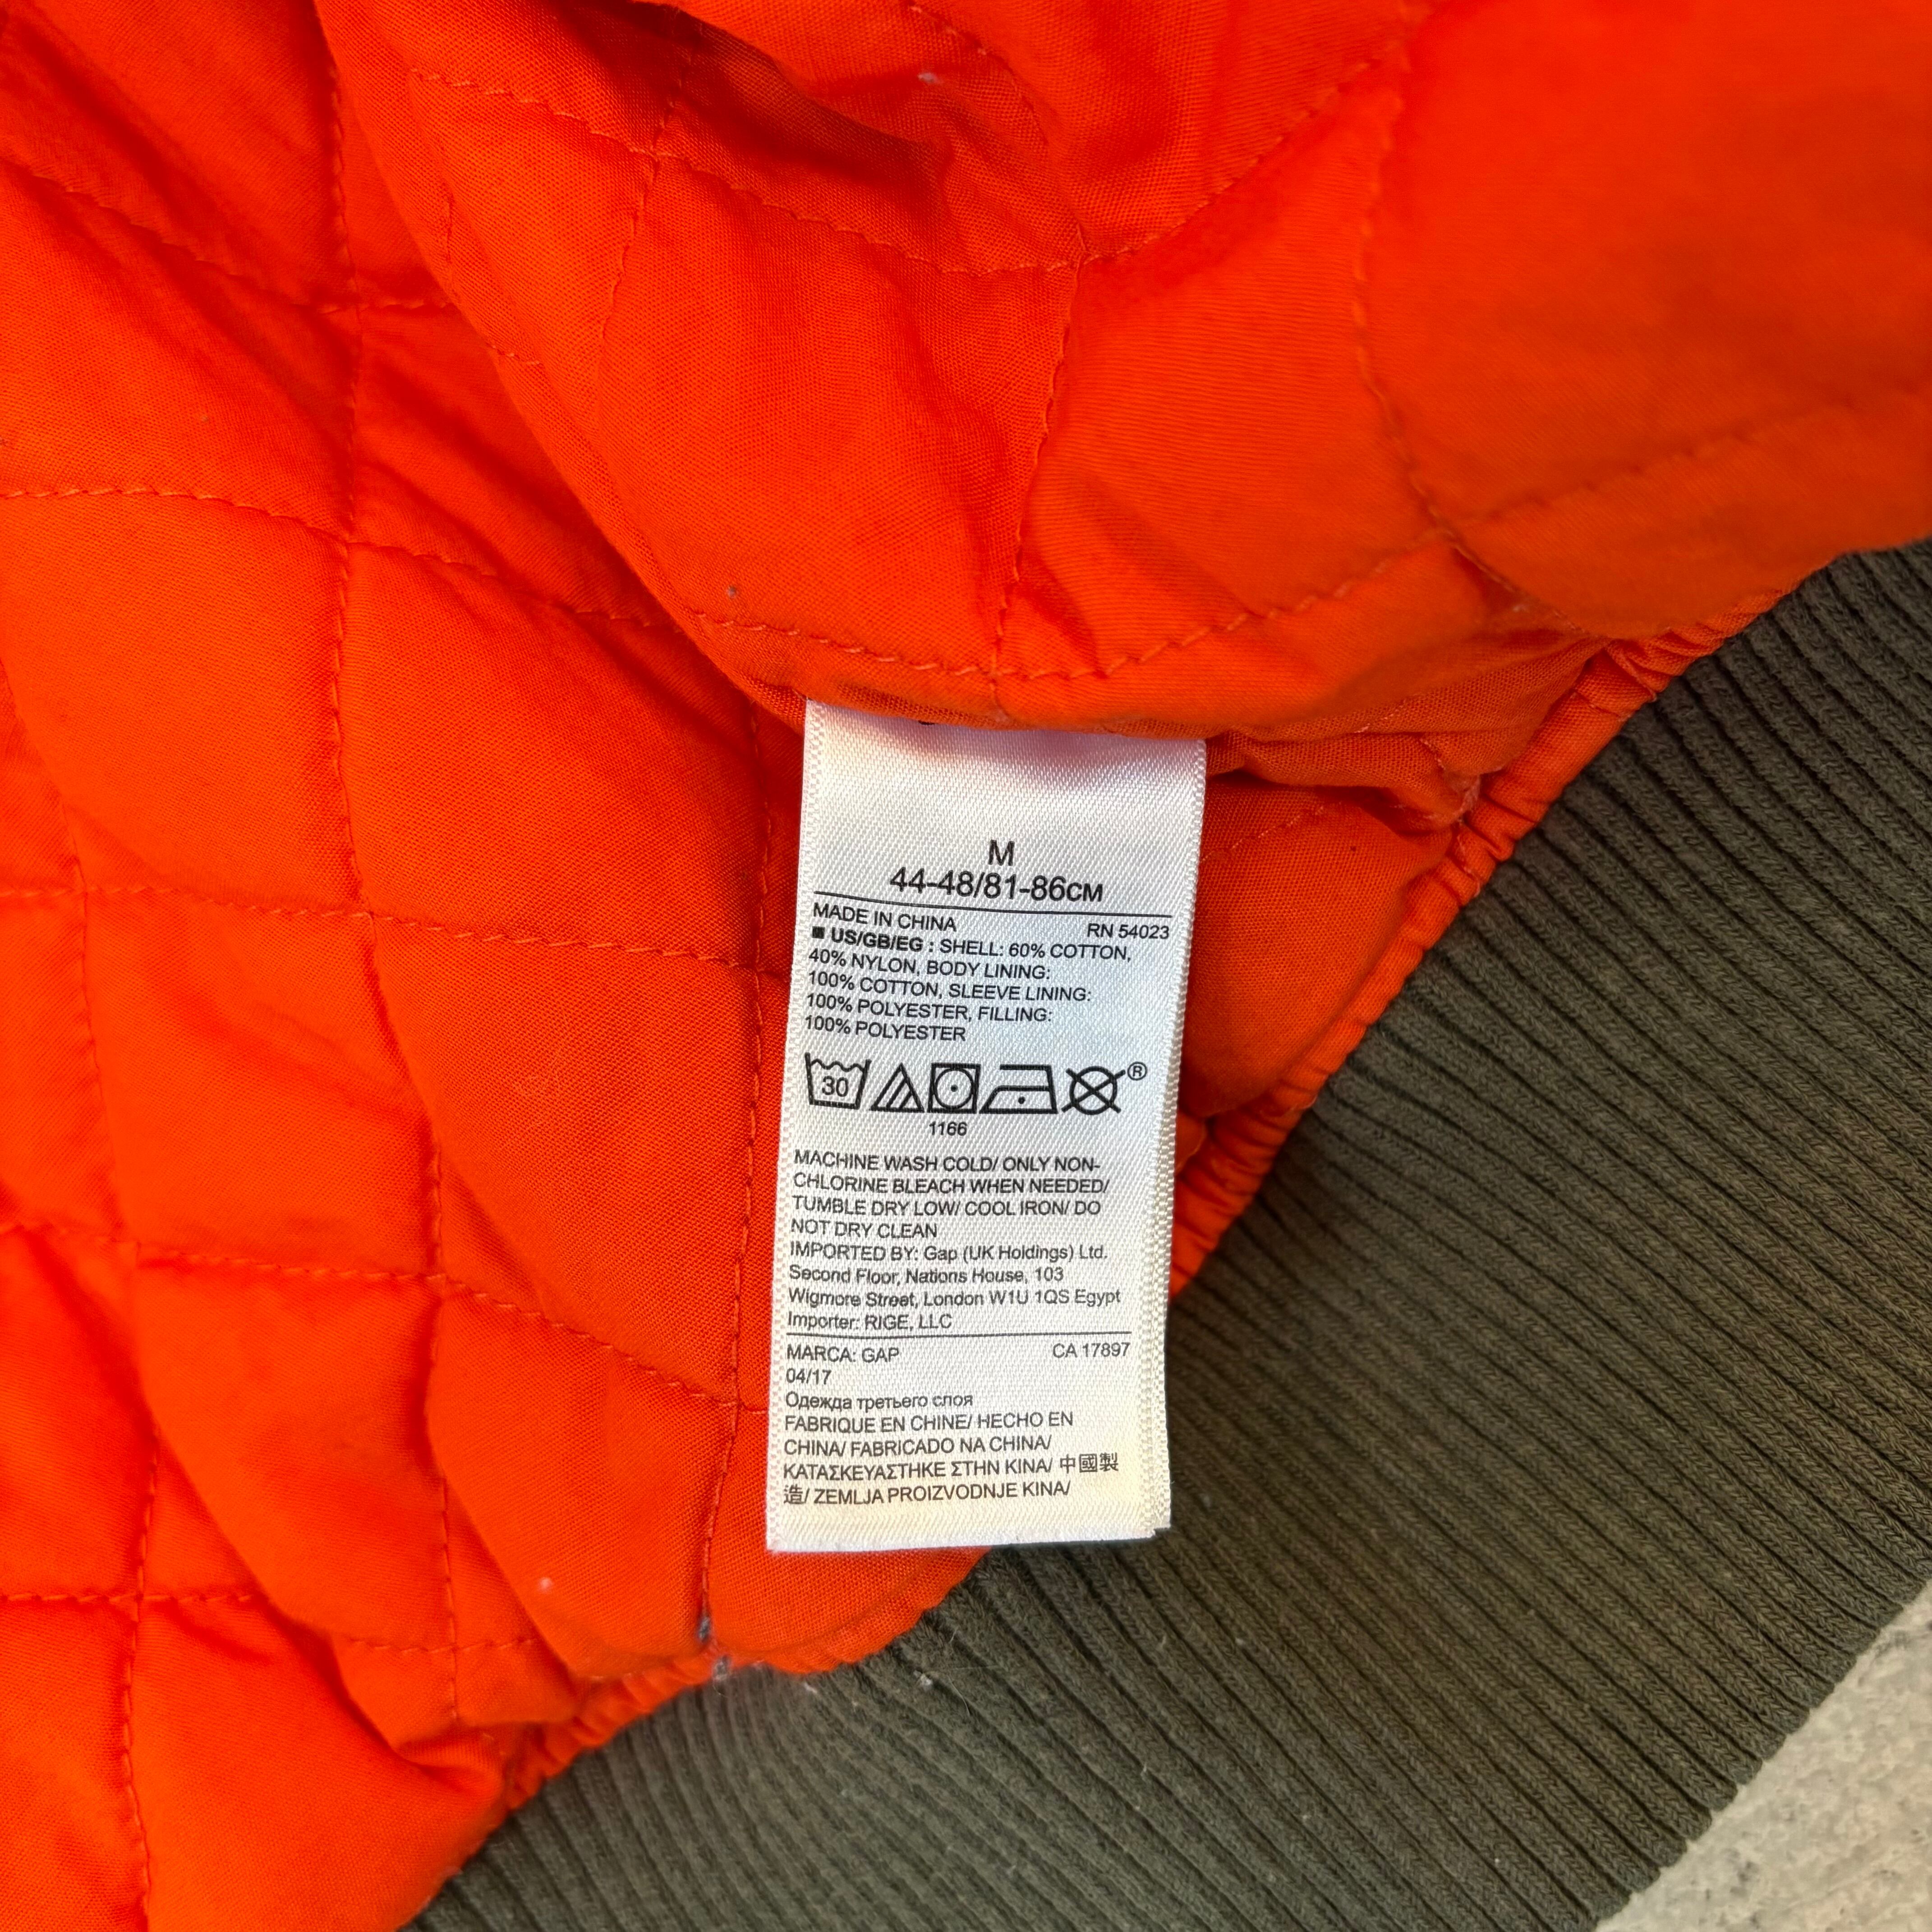 M
44-48/81-86CM
MADE IN CHINA RN 54023
■ US/GB/EG : SHELL: 60% COTTON,
40% NYLON, BODY LINING:
100% COTTON, SLEEVE LINING:
100% POLYESTER, FILLING:
100% POLYESTER
30 ®
1166
MACHINE WASH COLD/ ONLY NON-
CHLORINE BLEACH WHEN NEEDED/
TUMBLE DRY LOW/ COOL IRON/ DO
NOT DRY CLEAN
IMPORTED BY: Gap (UK Holdings) Ltd.
Second Floor, Nations House, 103
Wigmore Street, London W1U 1QS Egypt
Importer: RIGE, LLC
MARCA: GAP CA 17897
04/17
Одежда третьего слоя
FABRIQUE EN CHINE/ HECHO EN
CHINA/ FABRICADO NA CHINA/
ΚΑΤΑΣΚΕΥΑΣΤΗΚΕ ΣΤΗΝ ΚΙΝΑ/ 中國製
造/ ZEMLJA PROIZVODNJE KINA/